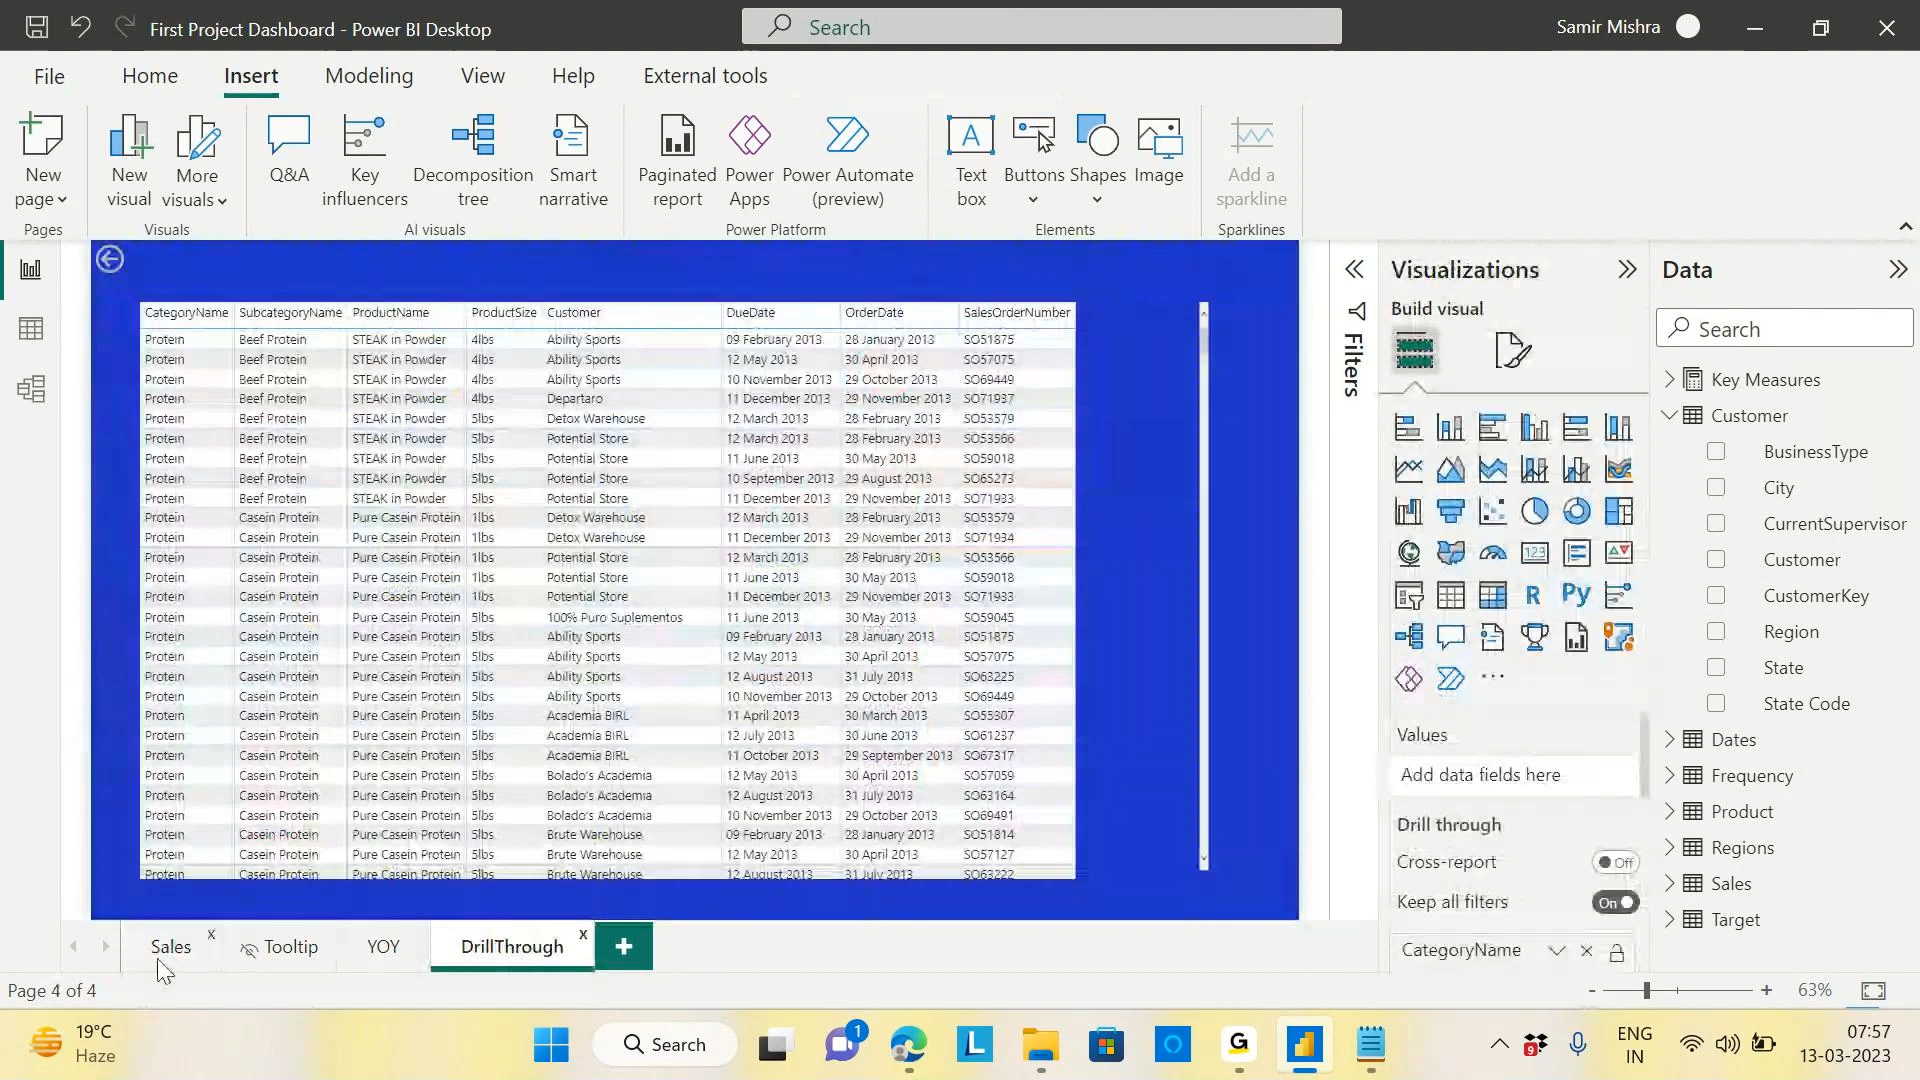 First Project Dashboard - Power BI Desktop
Search
Samir Mishra
File Home Insert Modeling View Help External tools
New page
New visual
More visuals
Q&A
Key influencers
Decomposition tree
Smart narrative
Paginated report
Power Apps
Power Automate (preview)
Text box
Buttons
Shapes
Image
Add a sparkline
Pages Visuals AI visuals Power Platform Elements Sparklines
CategoryName SubcategoryName ProductName ProductSize Customer DueDate OrderDate SalesOrderNumber
Protein Beef Protein STEAK in Powder 4lbs Ability Sports 09 February 2013 28 January 2013 SO51875
Protein Beef Protein STEAK in Powder 4lbs Ability Sports 12 May 2013 30 April 2013 SO57075
Protein Beef Protein STEAK in Powder 4lbs Ability Sports 10 November 2013 29 October 2013 SO69449
Protein Beef Protein STEAK in Powder 4lbs Departaro 11 December 2013 29 November 2013 SO71937
Protein Beef Protein STEAK in Powder 5lbs Detox Warehouse 12 March 2013 28 February 2013 SO53579
Protein Beef Protein STEAK in Powder 5lbs Potential Store 12 March 2013 28 February 2013 SO53566
Protein Beef Protein STEAK in Powder 5lbs Potential Store 11 June 2013 30 May 2013 SO59018
Protein Beef Protein STEAK in Powder 5lbs Potential Store 10 September 2013 29 August 2013 SO65273
Protein Beef Protein STEAK in Powder 5lbs Potential Store 11 December 2013 29 November 2013 SO71933
Protein Casein Protein Pure Casein Protein 1lbs Detox Warehouse 12 March 2013 28 February 2013 SO53579
Protein Casein Protein Pure Casein Protein 1lbs Detox Warehouse 11 December 2013 29 November 2013 SO71934
Protein Casein Protein Pure Casein Protein 1lbs Potential Store 12 March 2013 28 February 2013 SO53566
Protein Casein Protein Pure Casein Protein 1lbs Potential Store 11 June 2013 30 May 2013 SO59018
Protein Casein Protein Pure Casein Protein 1lbs Potential Store 11 December 2013 29 November 2013 SO71933
Protein Casein Protein Pure Casein Protein 5lbs 100% Puro Suplementos 11 June 2013 30 May 2013 SO59045
Protein Casein Protein Pure Casein Protein 5lbs Ability Sports 09 February 2013 28 January 2013 SO51875
Protein Casein Protein Pure Casein Protein 5lbs Ability Sports 12 May 2013 30 April 2013 SO57075
Protein Casein Protein Pure Casein Protein 5lbs Ability Sports 12 August 2013 31 July 2013 SO63225
Protein Casein Protein Pure Casein Protein 5lbs Ability Sports 10 November 2013 29 October 2013 SO69449
Protein Casein Protein Pure Casein Protein 5lbs Academia BIRL 11 April 2013 30 March 2013 SO55307
Protein Casein Protein Pure Casein Protein 5lbs Academia BIRL 12 July 2013 30 June 2013 SO61237
Protein Casein Protein Pure Casein Protein 5lbs Academia BIRL 11 October 2013 29 September 2013 SO67317
Protein Casein Protein Pure Casein Protein 5lbs Bolado's Academia 12 May 2013 30 April 2013 SO57059
Protein Casein Protein Pure Casein Protein 5lbs Bolado's Academia 12 August 2013 31 July 2013 SO63164
Protein Casein Protein Pure Casein Protein 5lbs Bolado's Academia 10 November 2013 29 October 2013 SO69491
Protein Casein Protein Pure Casein Protein 5lbs Brute Warehouse 09 February 2013 28 January 2013 SO51814
Protein Casein Protein Pure Casein Protein 5lbs Brute Warehouse 12 May 2013 30 April 2013 SO57127
Protein Casein Protein Pure Casein Protein 5lbs Brute Warehouse 12 August 2013 31 July 2013 SO63222
Filters
Visualizations
Build visual
123
R
Py
Values
Add data fields here
Drill through
Cross-report Off
Keep all filters On
CategoryName
Data
Search
Key Measures
Customer
BusinessType
City
CurrentSupervisor
Customer
CustomerKey
Region
State
State Code
Dates
Frequency
Product
Regions
Sales
Target
Sales x Tooltip YOY DrillThrough x +
Page 4 of 4
- + 63%
19°C
Haze
Search
1
L
G
9
ENG
IN
07:57
13-03-2023